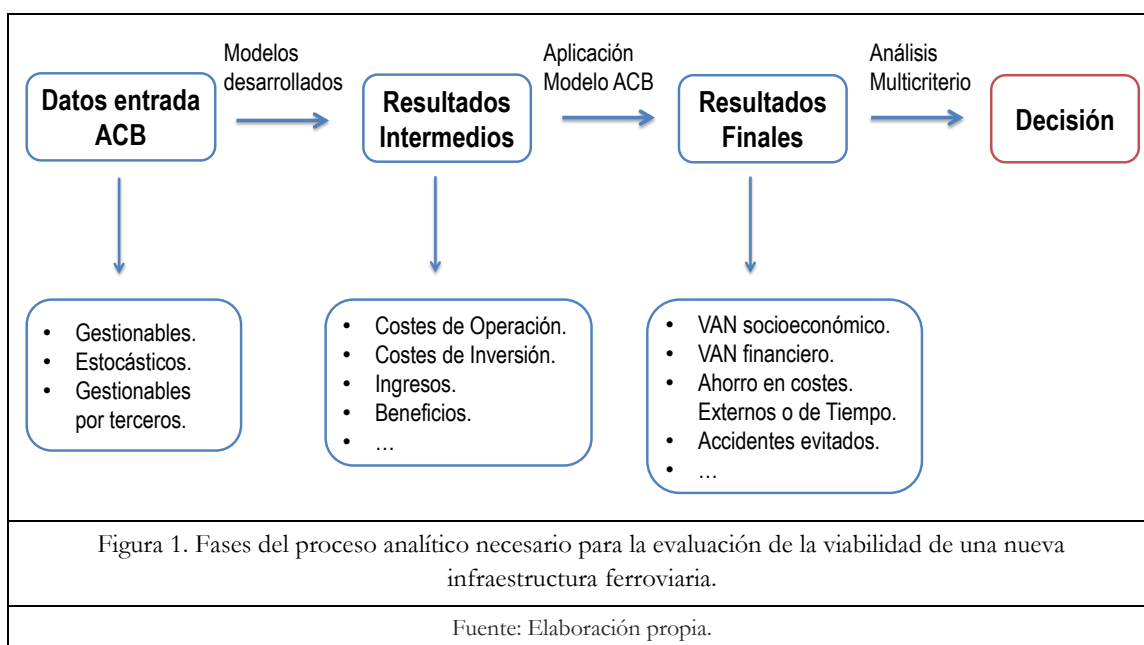 Modelos
desarrollados
Aplicación
Modelo ACB
Análisis
Multicriterio
Datos entrada
ACB
Resultados
Intermedios
Resultados
Finales
Decisión
• Gestionables.
• Estocásticos.
• Gestionables
por terceros.
• Costes de Operación.
• Costes de Inversión.
• Ingresos.
• Beneficios.
• …
• VAN socioeconómico.
• VAN financiero.
• Ahorro en costes.
Externos o de Tiempo.
• Accidentes evitados.
• …
Figura 1. Fases del proceso analítico necesario para la evaluación de la viabilidad de una nueva
infraestructura ferroviaria.
Fuente: Elaboración propia.